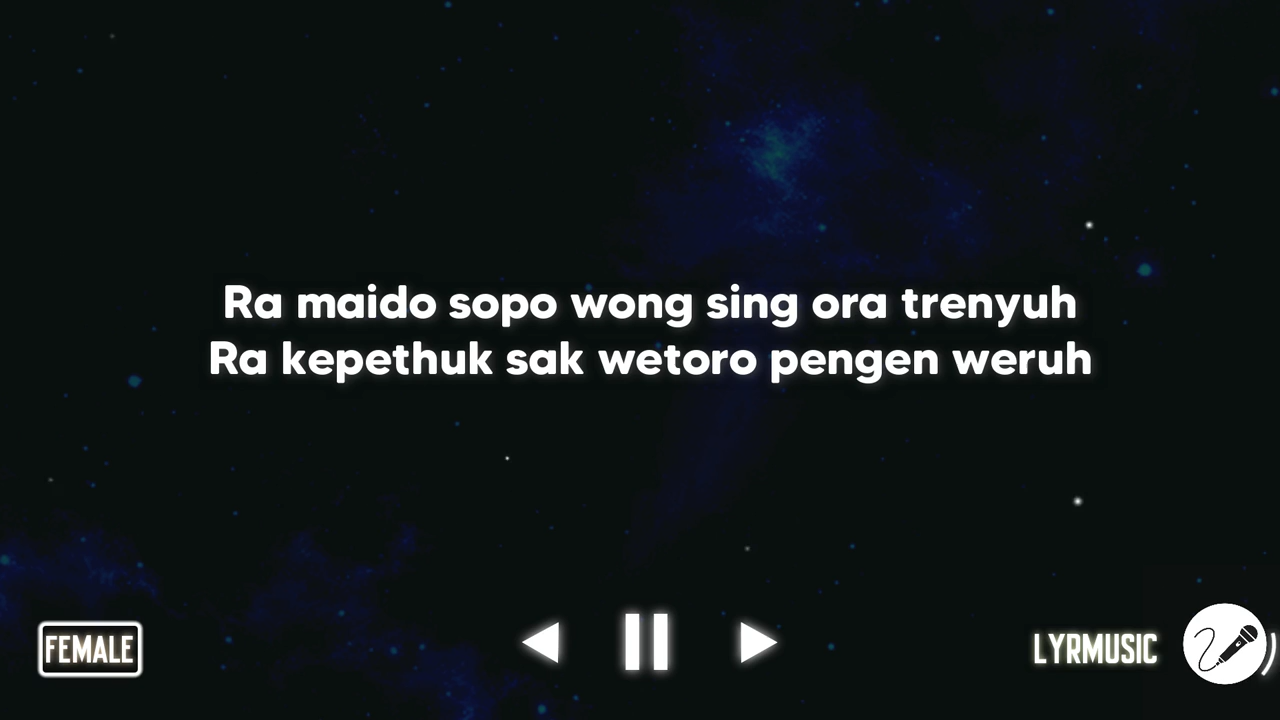 Ra maido sopo wong sing ora trenyuh
Ra kepethuk sak wetoro pengen weruh
FEMALE
LYRMUSIC